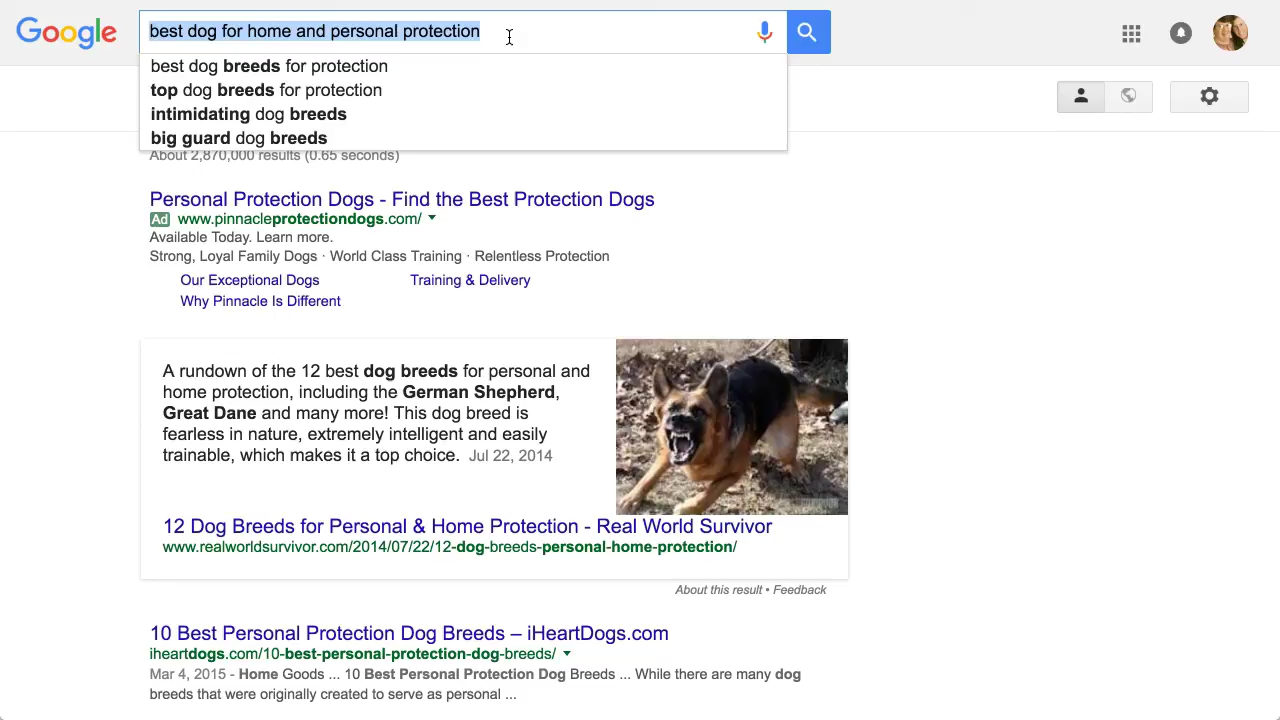 Google
best dog for home and personal protection
best dog breeds for protection
top dog breeds for protection
intimidating dog breeds
big guard dog breeds
About 2,870,000 results (0.65 seconds)
Personal Protection Dogs - Find the Best Protection Dogs
Ad www.pinnacleprotectiondogs.com/
Available Today. Learn more.
Strong, Loyal Family Dogs · World Class Training · Relentless Protection
Our Exceptional Dogs Training & Delivery
Why Pinnacle Is Different
A rundown of the 12 best dog breeds for personal and
home protection, including the German Shepherd,
Great Dane and many more! This dog breed is
fearless in nature, extremely intelligent and easily
trainable, which makes it a top choice. Jul 22, 2014
12 Dog Breeds for Personal & Home Protection - Real World Survivor
www.realworldsurvivor.com/2014/07/22/12-dog-breeds-personal-home-protection/
About this result • Feedback
10 Best Personal Protection Dog Breeds – iHeartDogs.com
iheartdogs.com/10-best-personal-protection-dog-breeds/
Mar 4, 2015 - Home Goods ... 10 Best Personal Protection Dog Breeds ... While there are many dog
breeds that were originally created to serve as personal ...